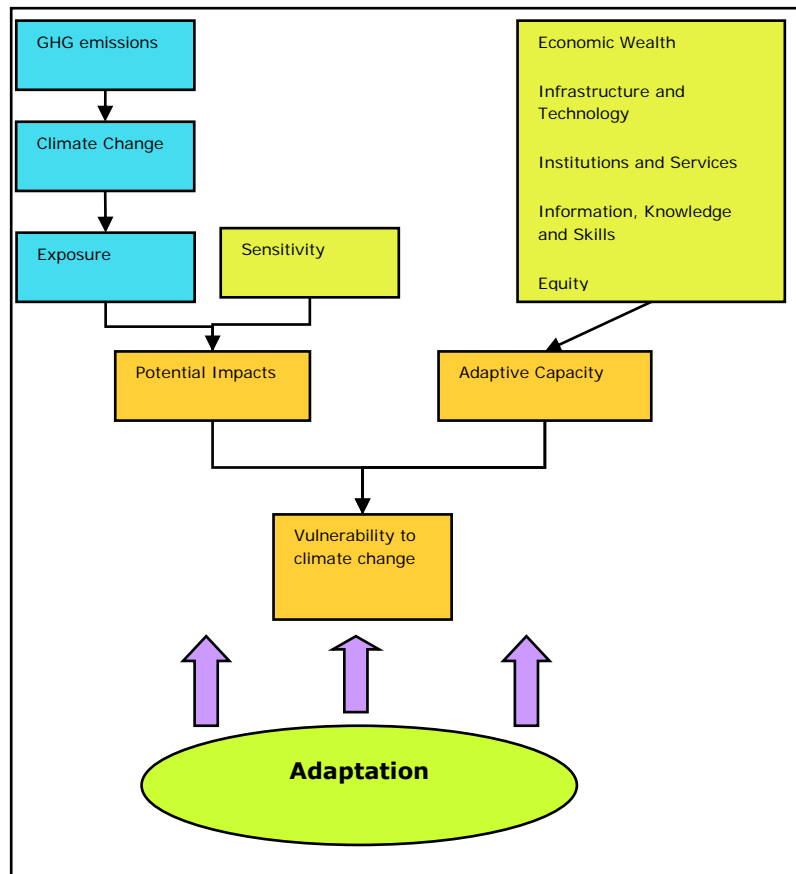 GHG emissions
Climate Change
Exposure
Sensitivity
Economic Wealth
Infrastructure and
Technology
Institutions and Services
Information, Knowledge
and Skills
Equity
Potential Impacts
Adaptive Capacity
Vulnerability to
climate change
Adaptation